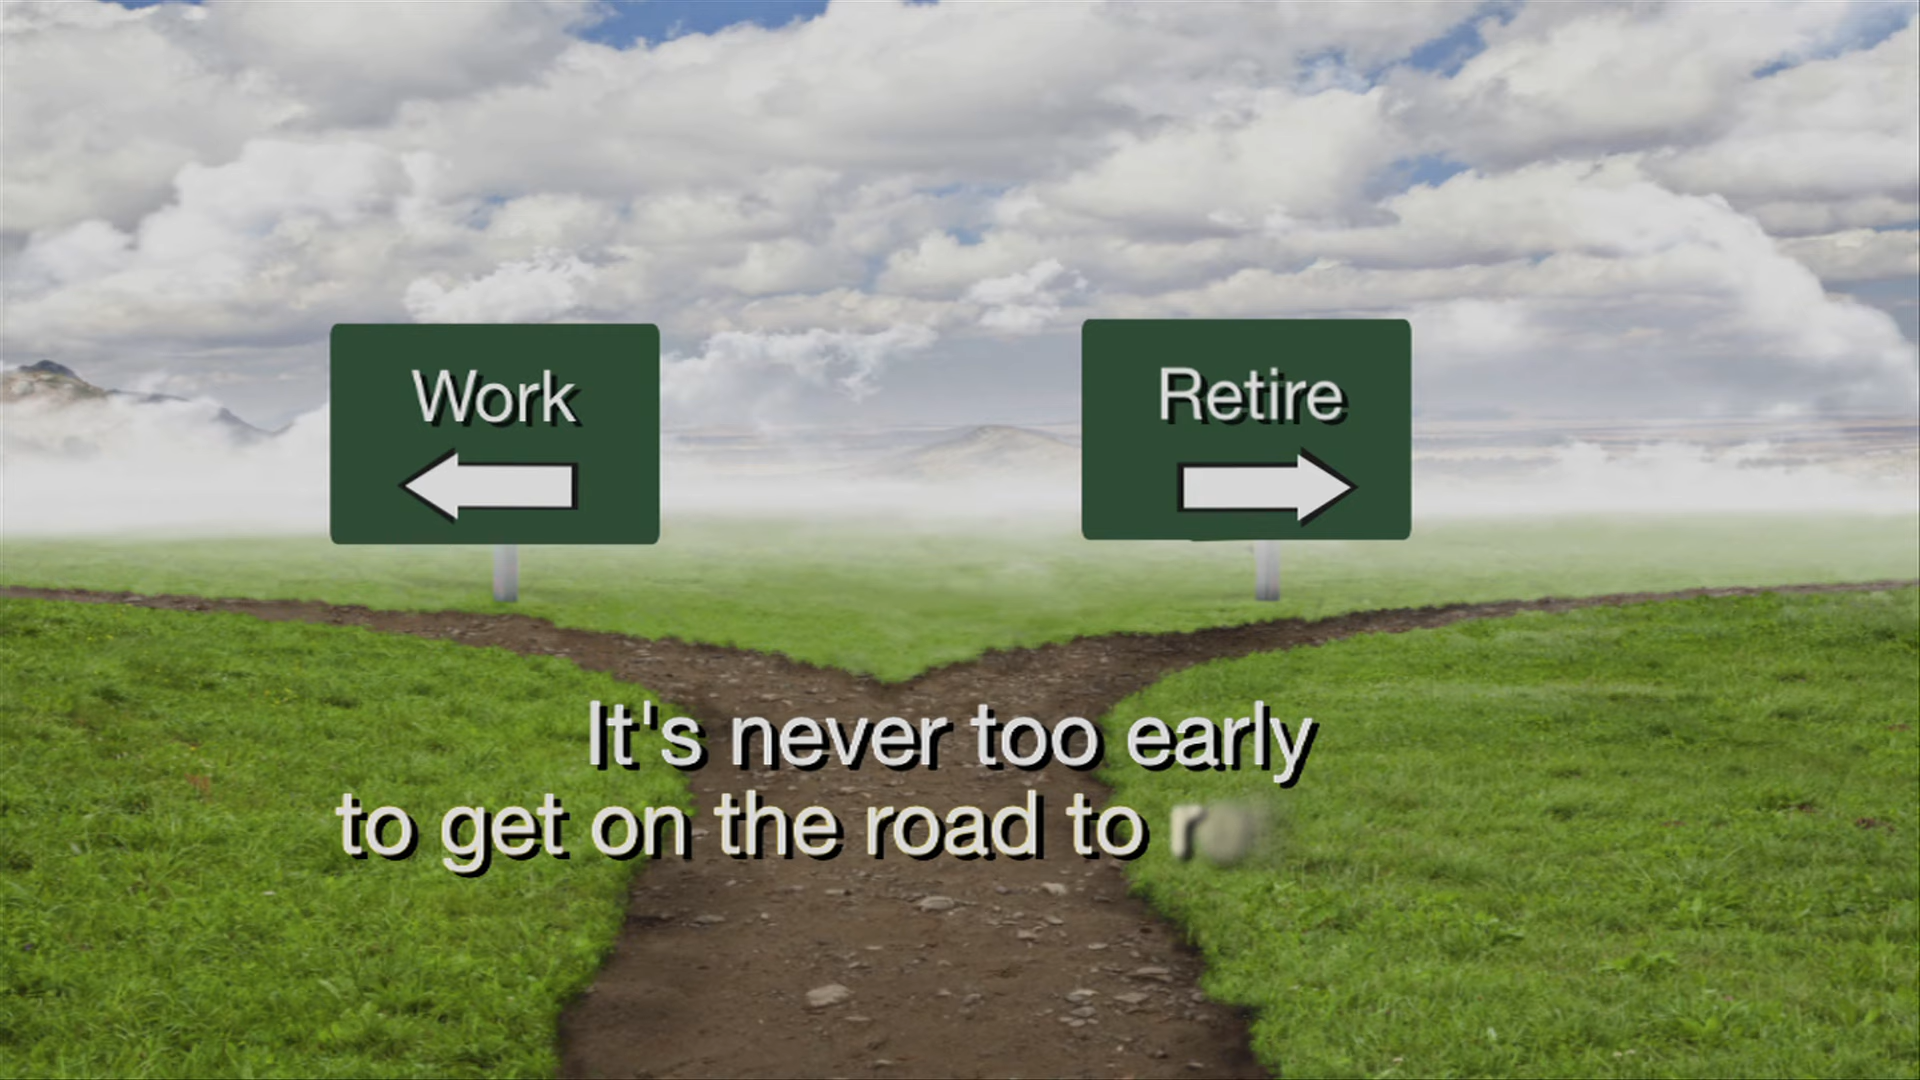 Work
Retire
It's never too early
to get on the road to